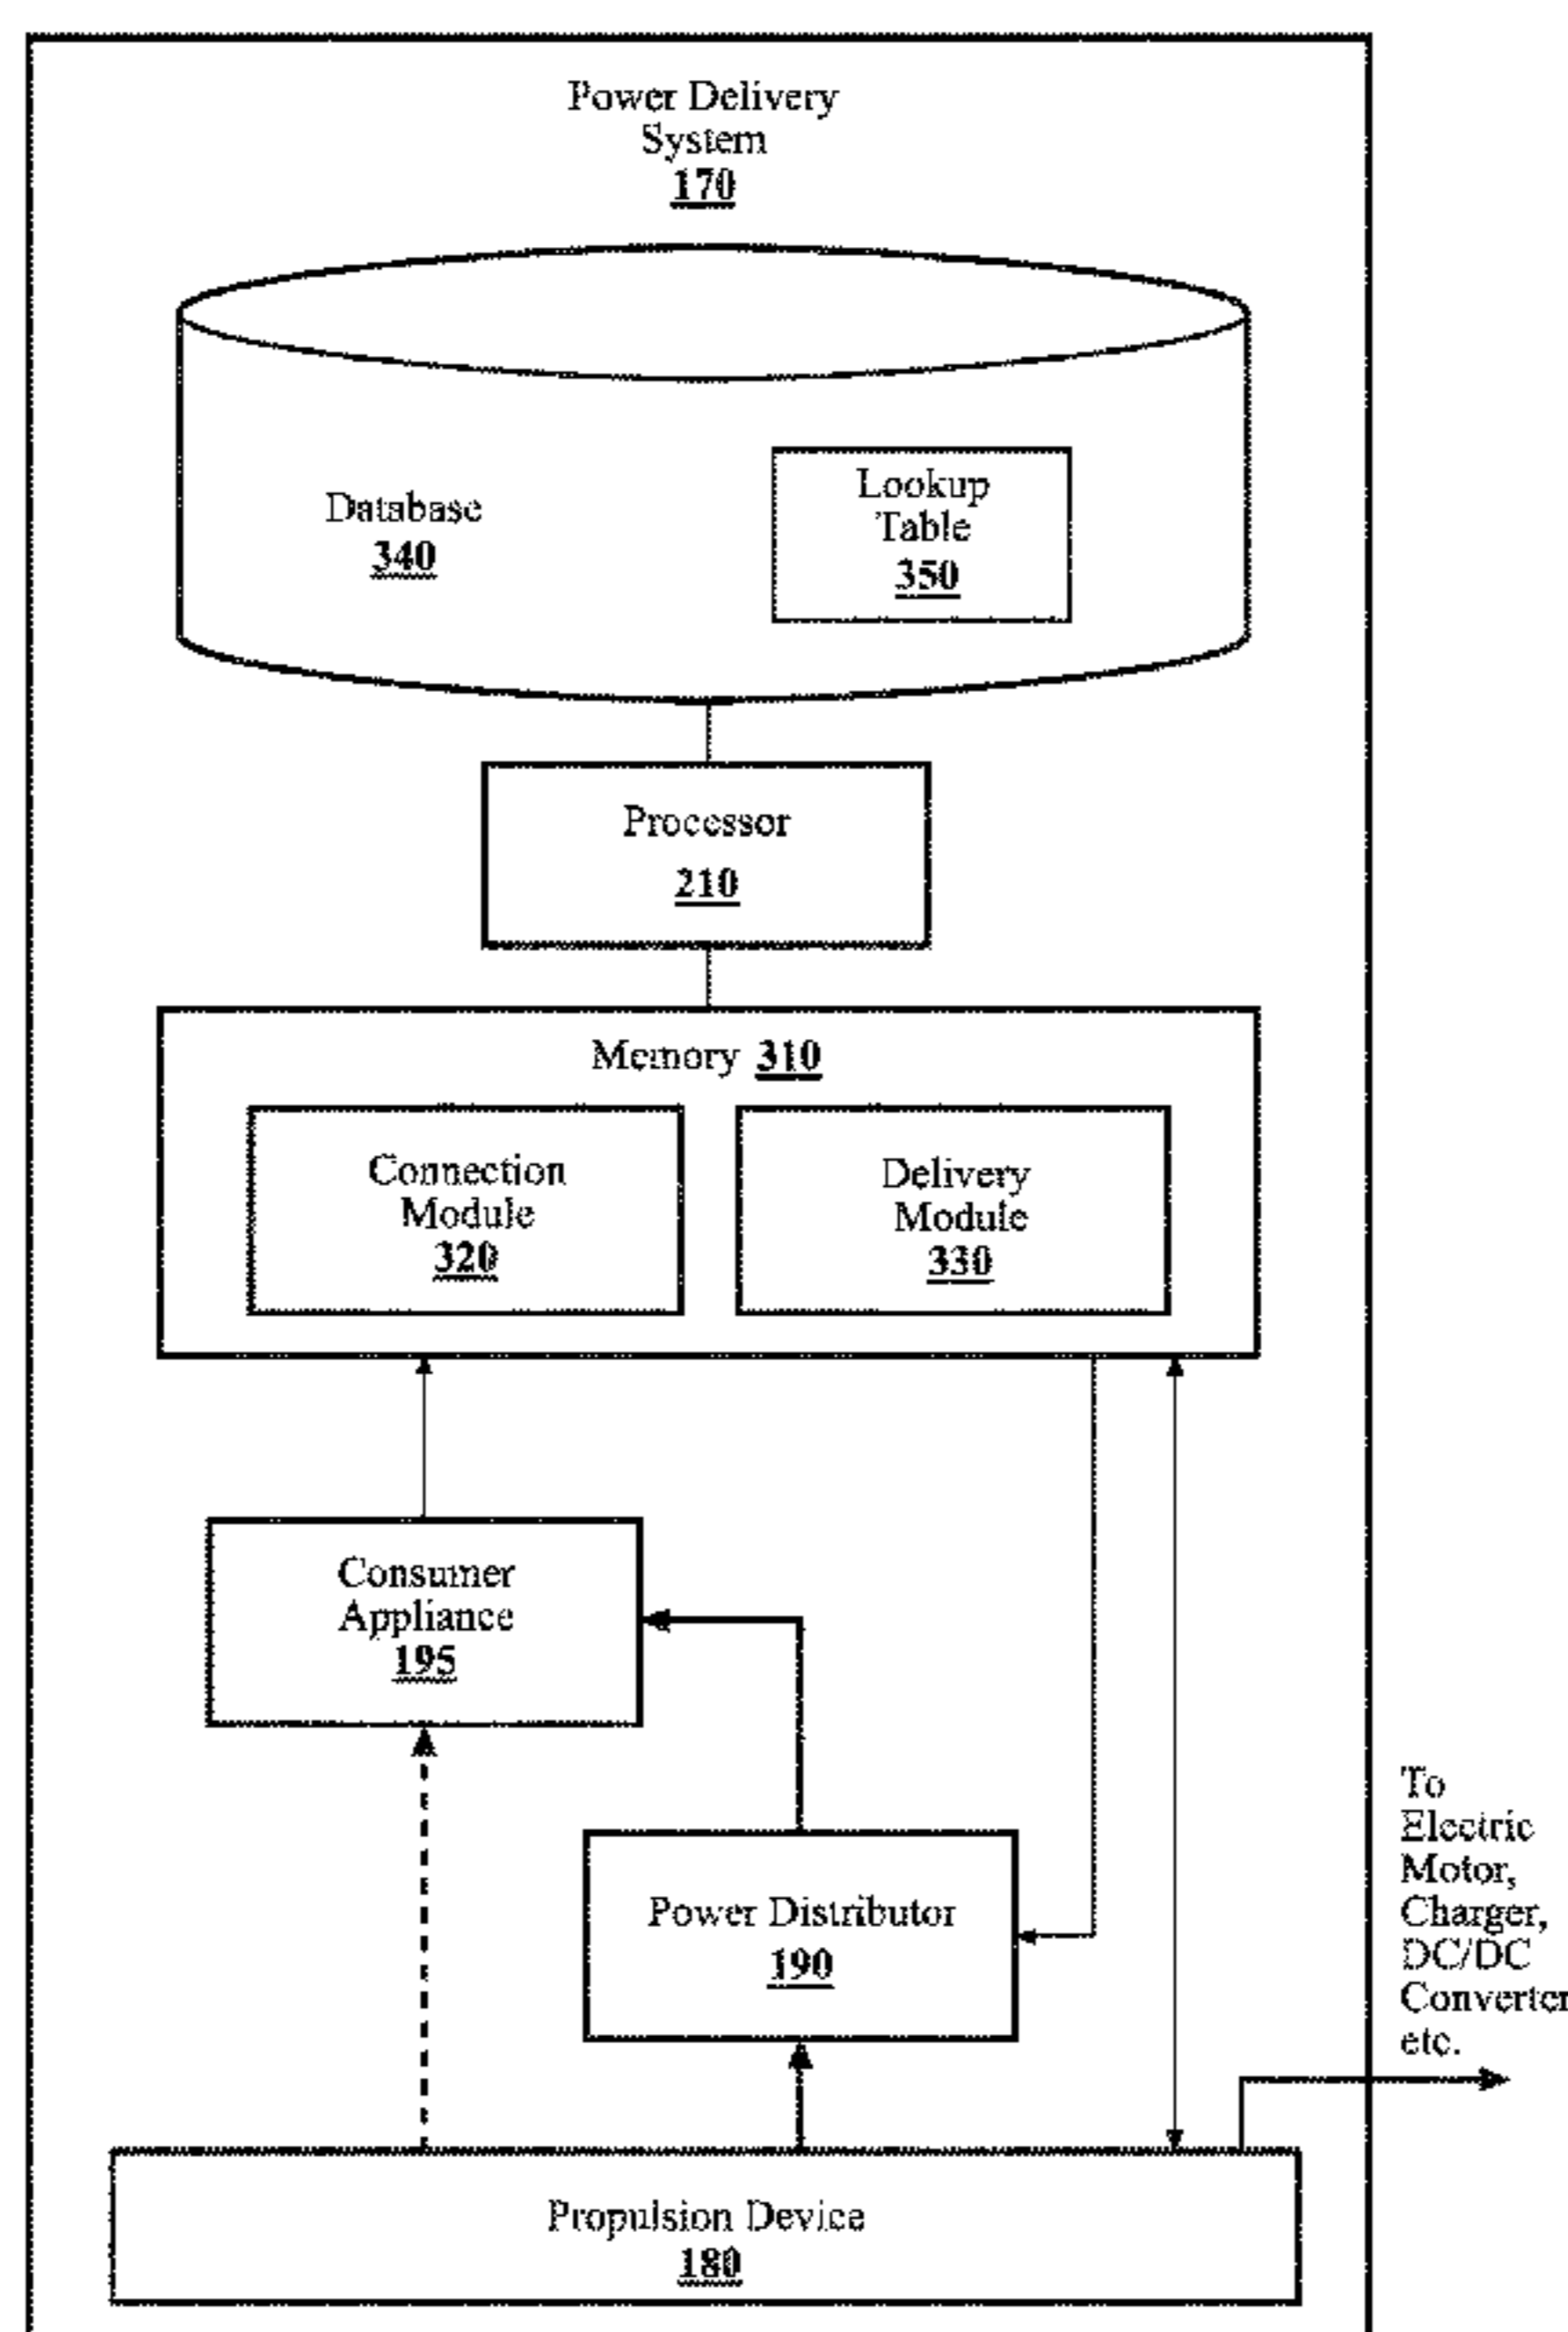 Power Delivery
System
170
Database
340
Lookup
Table
350
Processor
210
Memory 310
Connection
Module
320
Delivery
Module
330
Consumer
Appliance
195
Power Distributor
190
To
Electric
Motor,
Charger,
DC/DC
Converter
etc.
Propulsion Device
180